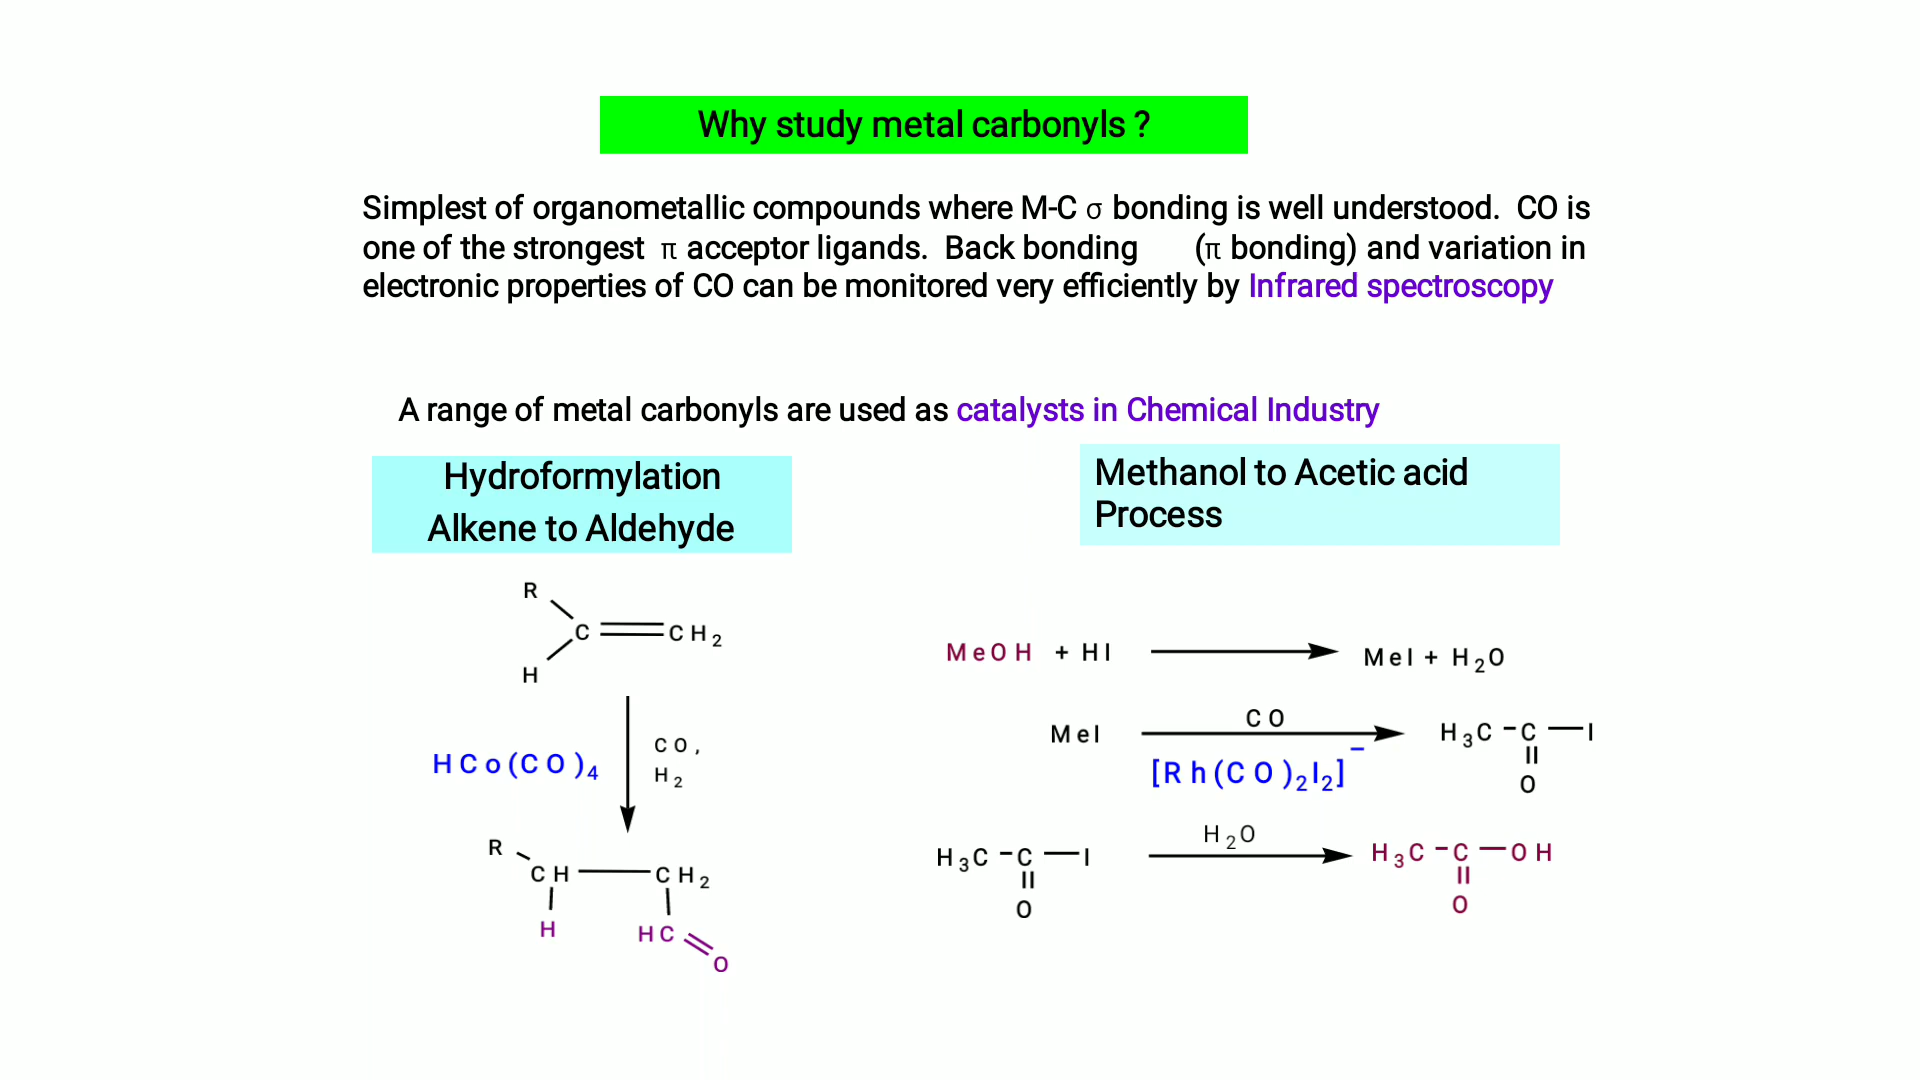 Why study metal carbonyls ?
Simplest of organometallic compounds where M-C σ bonding is well understood. CO is
one of the strongest π acceptor ligands. Back bonding (π bonding) and variation in
electronic properties of CO can be monitored very efficiently by Infrared spectroscopy
A range of metal carbonyls are used as catalysts in Chemical Industry
Hydroformylation
Alkene to Aldehyde
R
C CH2
H
HCo(CO)4
CO,
H2
R
CH CH2
H HC
O
Methanol to Acetic acid
Process
MeOH + HI MeI + H2O
CO
MeI H3C-C-I
[Rh(CO)2I2]−
O
H2O
H3C-C-I H3C-C-OH
O O